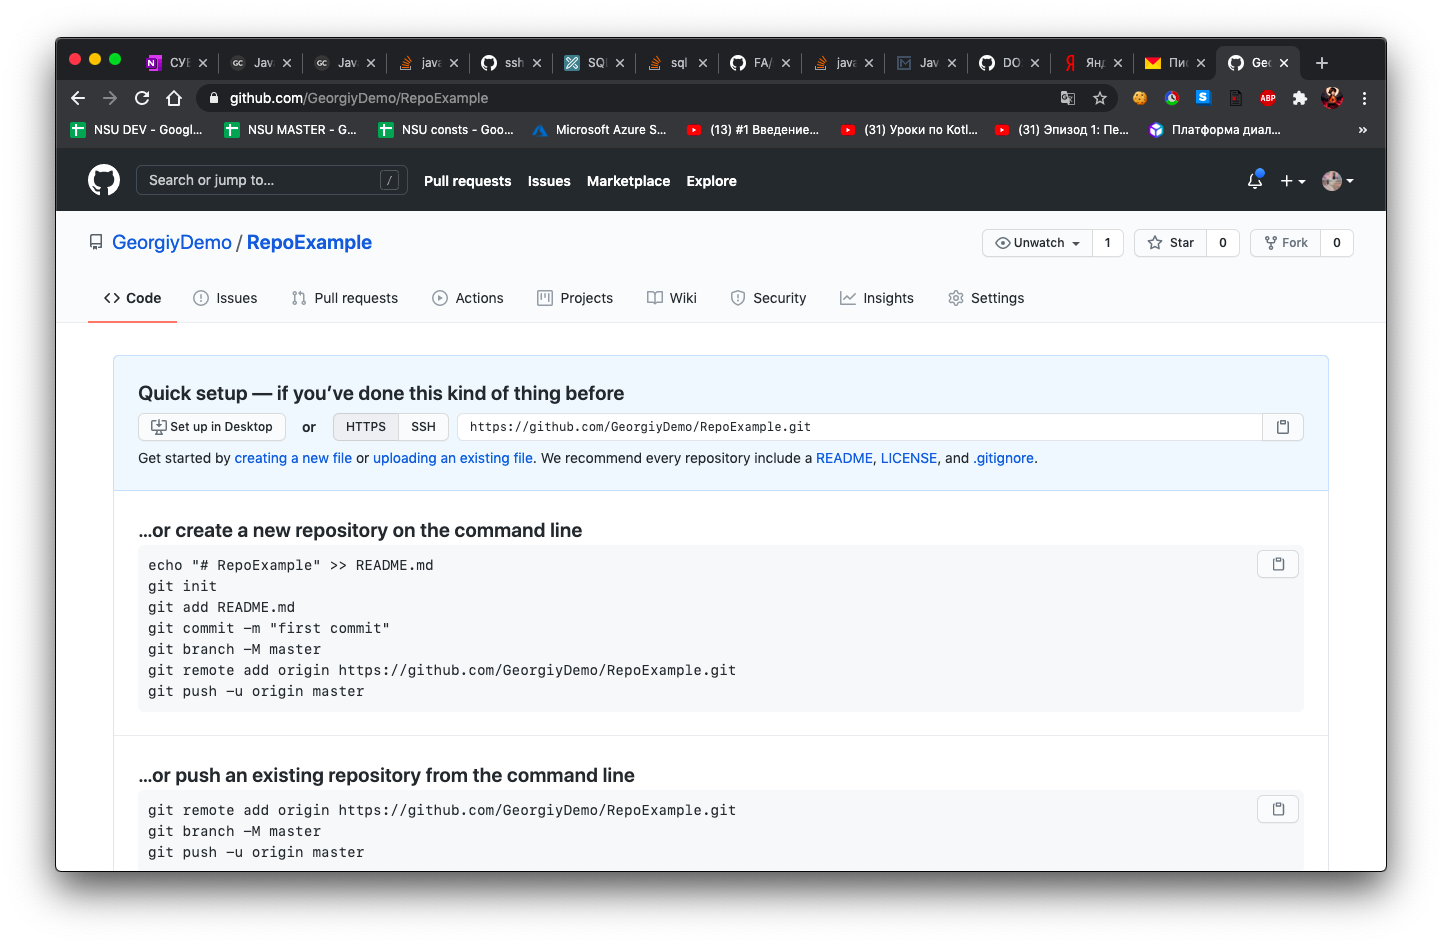 СУБ
Java
Java
java
ssh
SQL
sql
FA/
java
Java
DO
Янд
Пис
Geo
github.com/GeorgiyDemo/RepoExample
ABP
NSU DEV - Googl...
NSU MASTER - G...
NSU consts - Goo...
Microsoft Azure S...
(13) #1 Введение...
(31) Уроки по Kotl...
(31) Эпизод 1: Пе...
Платформа диал...
»
Search or jump to...
/
Pull requests
Issues
Marketplace
Explore
GeorgiyDemo / RepoExample
Unwatch 1
Star 0
Fork 0
Code
Issues
Pull requests
Actions
Projects
Wiki
Security
Insights
Settings
Quick setup — if you’ve done this kind of thing before
Set up in Desktop or HTTPS SSH https://github.com/GeorgiyDemo/RepoExample.git
Get started by creating a new file or uploading an existing file. We recommend every repository include a README, LICENSE, and .gitignore.
…or create a new repository on the command line
echo "# RepoExample" >> README.md
git init
git add README.md
git commit -m "first commit"
git branch -M master
git remote add origin https://github.com/GeorgiyDemo/RepoExample.git
git push -u origin master
…or push an existing repository from the command line
git remote add origin https://github.com/GeorgiyDemo/RepoExample.git
git branch -M master
git push -u origin master